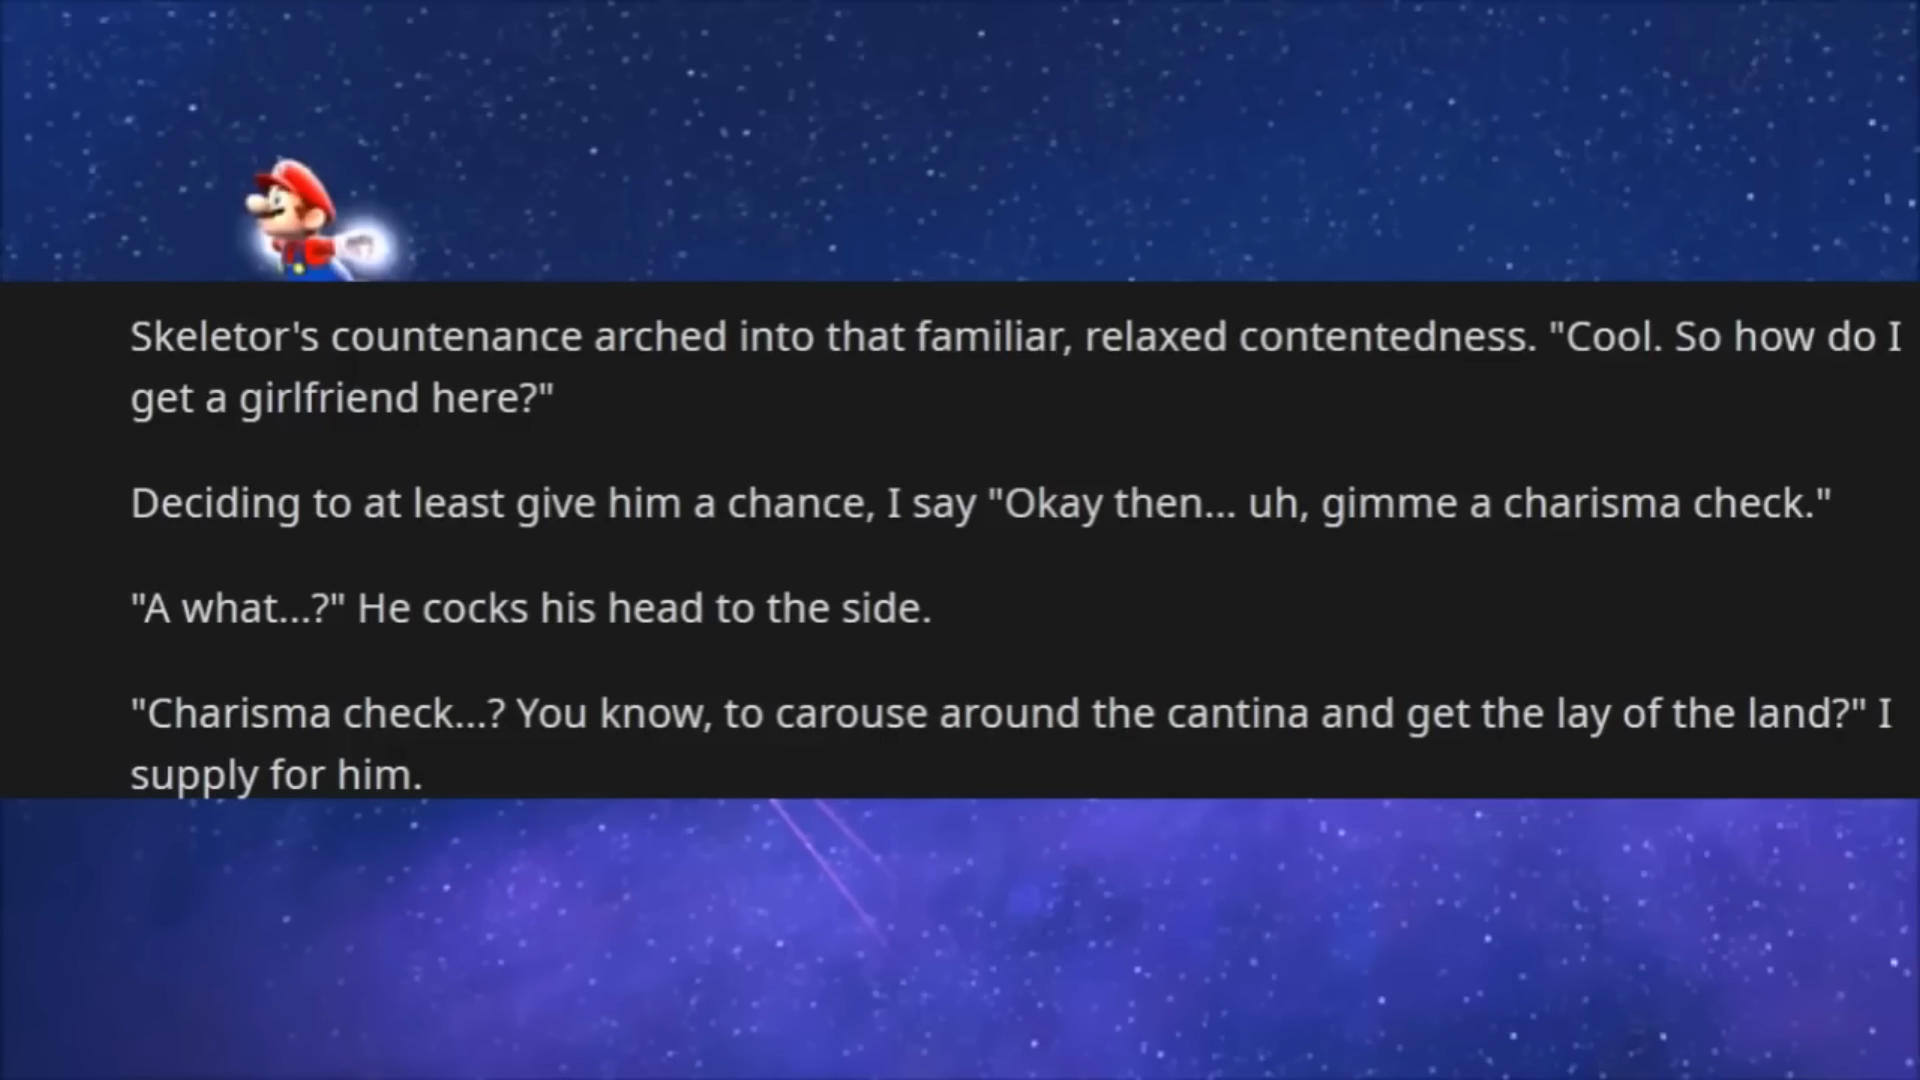 Skeletor's countenance arched into that familiar, relaxed contentedness. "Cool. So how do I
get a girlfriend here?"
Deciding to at least give him a chance, I say "Okay then... uh, gimme a charisma check."
"A what...?" He cocks his head to the side.
"Charisma check...? You know, to carouse around the cantina and get the lay of the land?" I
supply for him.